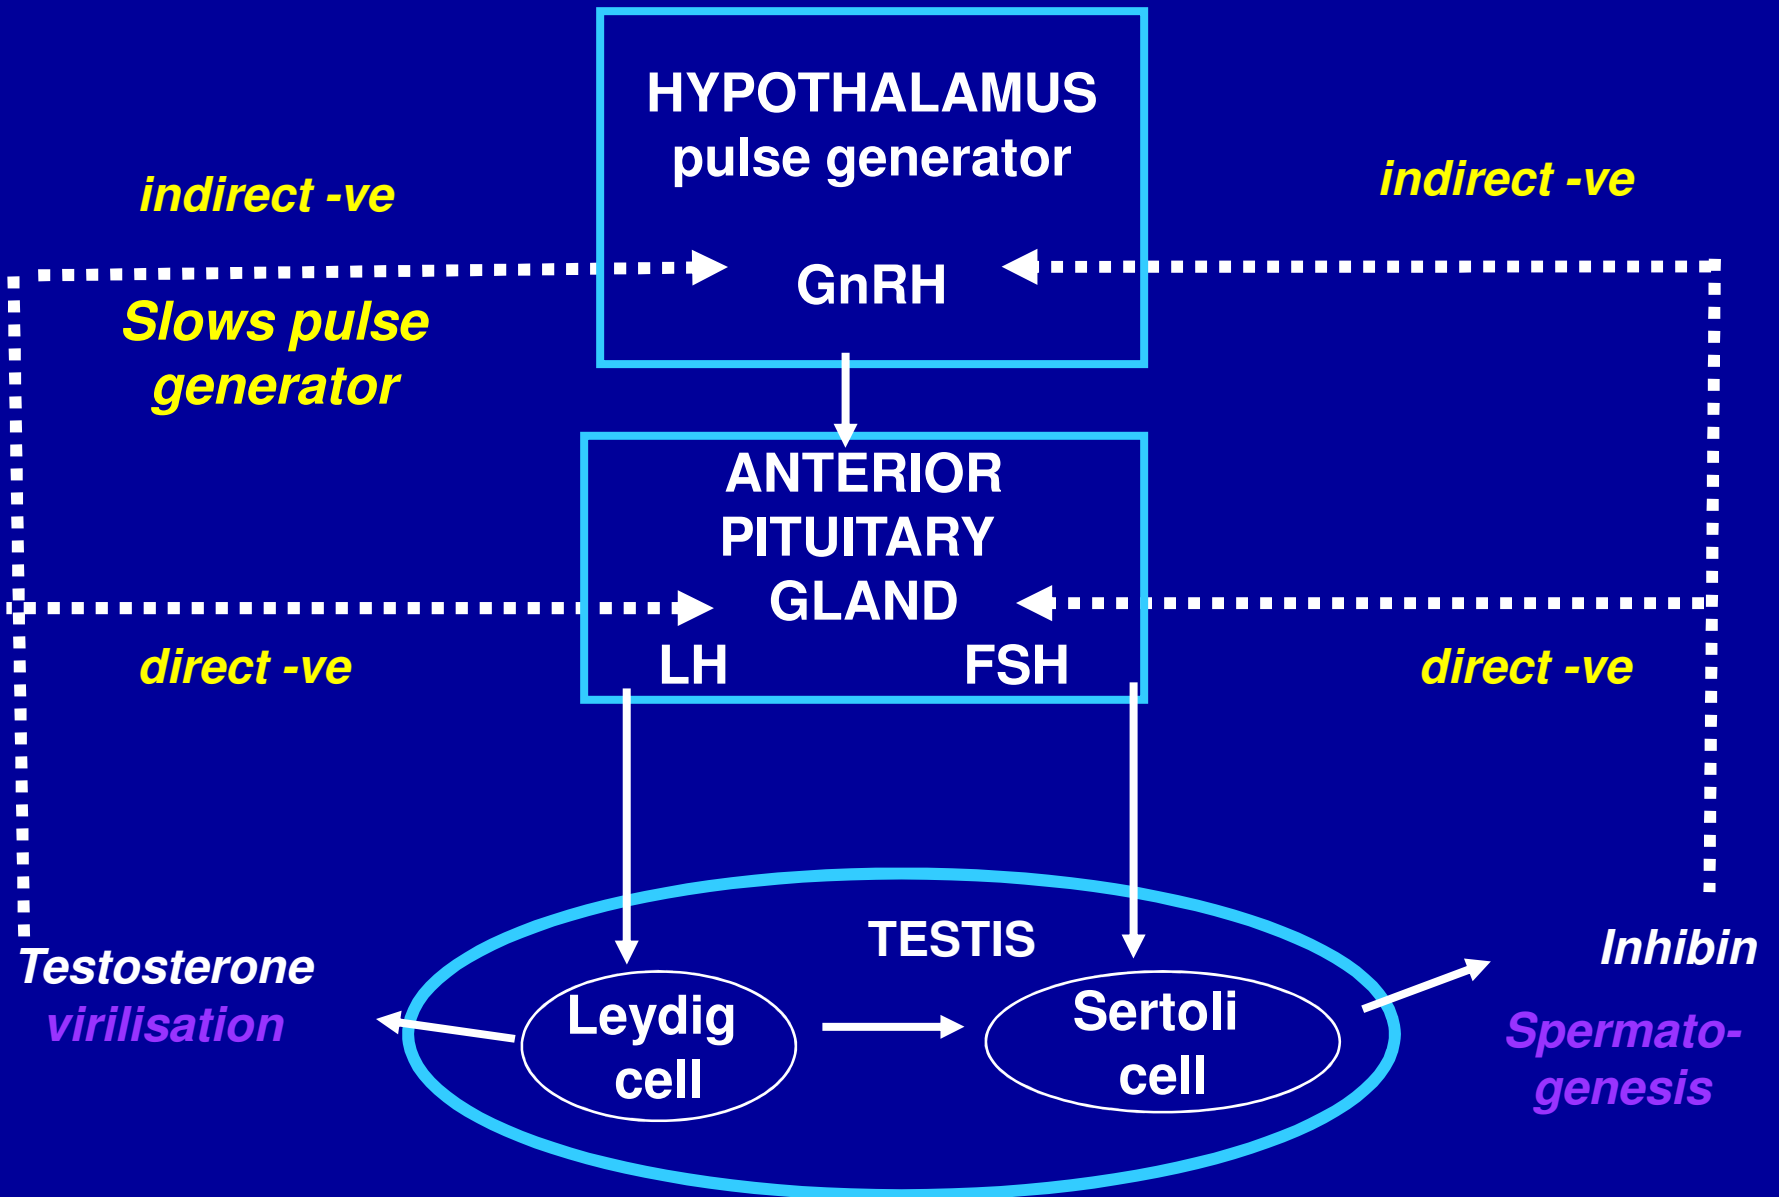 HYPOTHALAMUS
pulse generator
indirect -ve
indirect -ve
GnRH
Slows pulse
generator
ANTERIOR
PITUITARY
GLAND
LH
FSH
direct -ve
direct -ve
TESTIS
Testosterone
virilisation
Leydig
cell
Sertoli
cell
Inhibin
Spermato-
genesis